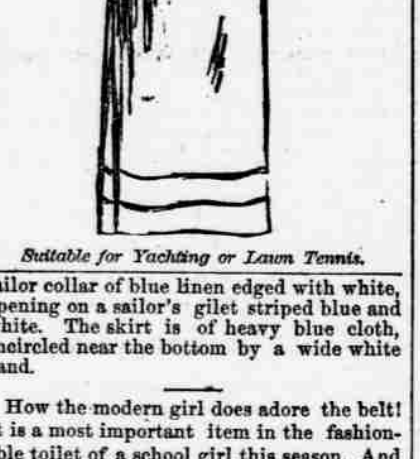 Suitable for Yachting or Lawn Tennis.
ailor collar of blue linen edged with white,
pening on a sailor's gilet striped blue and
hite. The skirt is of heavy blue cloth,
ncircled near the bottom by a wide white
and.
How the modern girl does adore the belt!
t is a most important item in the fashion-
ble toilet of a school girl this season. And